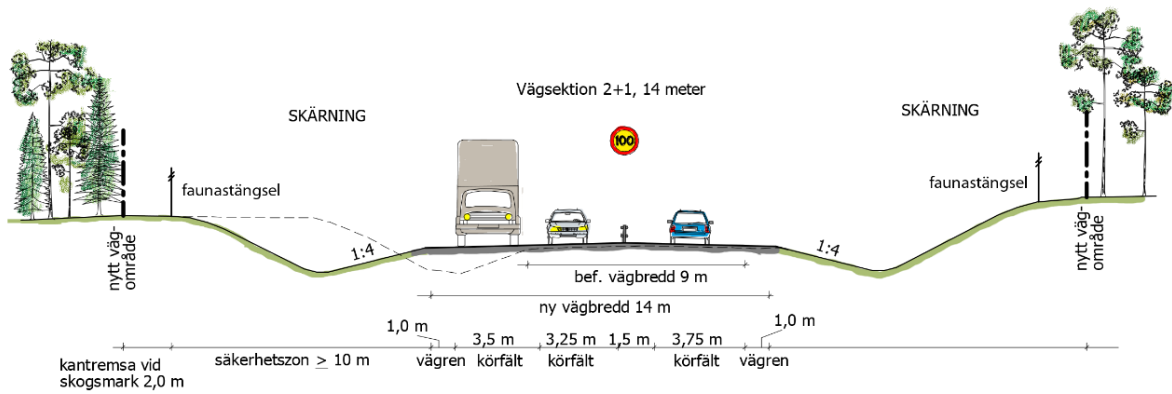 Vägsektion 2+1, 14 meter
SKÄRNING
SKÄRNING
100
faunastängsel
faunastängsel
1:4
1:4
nytt väg-
område
nytt väg-
område
bef. vägbredd 9 m
ny vägbredd 14 m
1,0 m
3,5 m
3,25 m
1,5 m
3,75 m
1,0 m
kantremsa vid
skogsmark 2,0 m
säkerhetszon ≥ 10 m
vägren
körfält
körfält
körfält
vägren